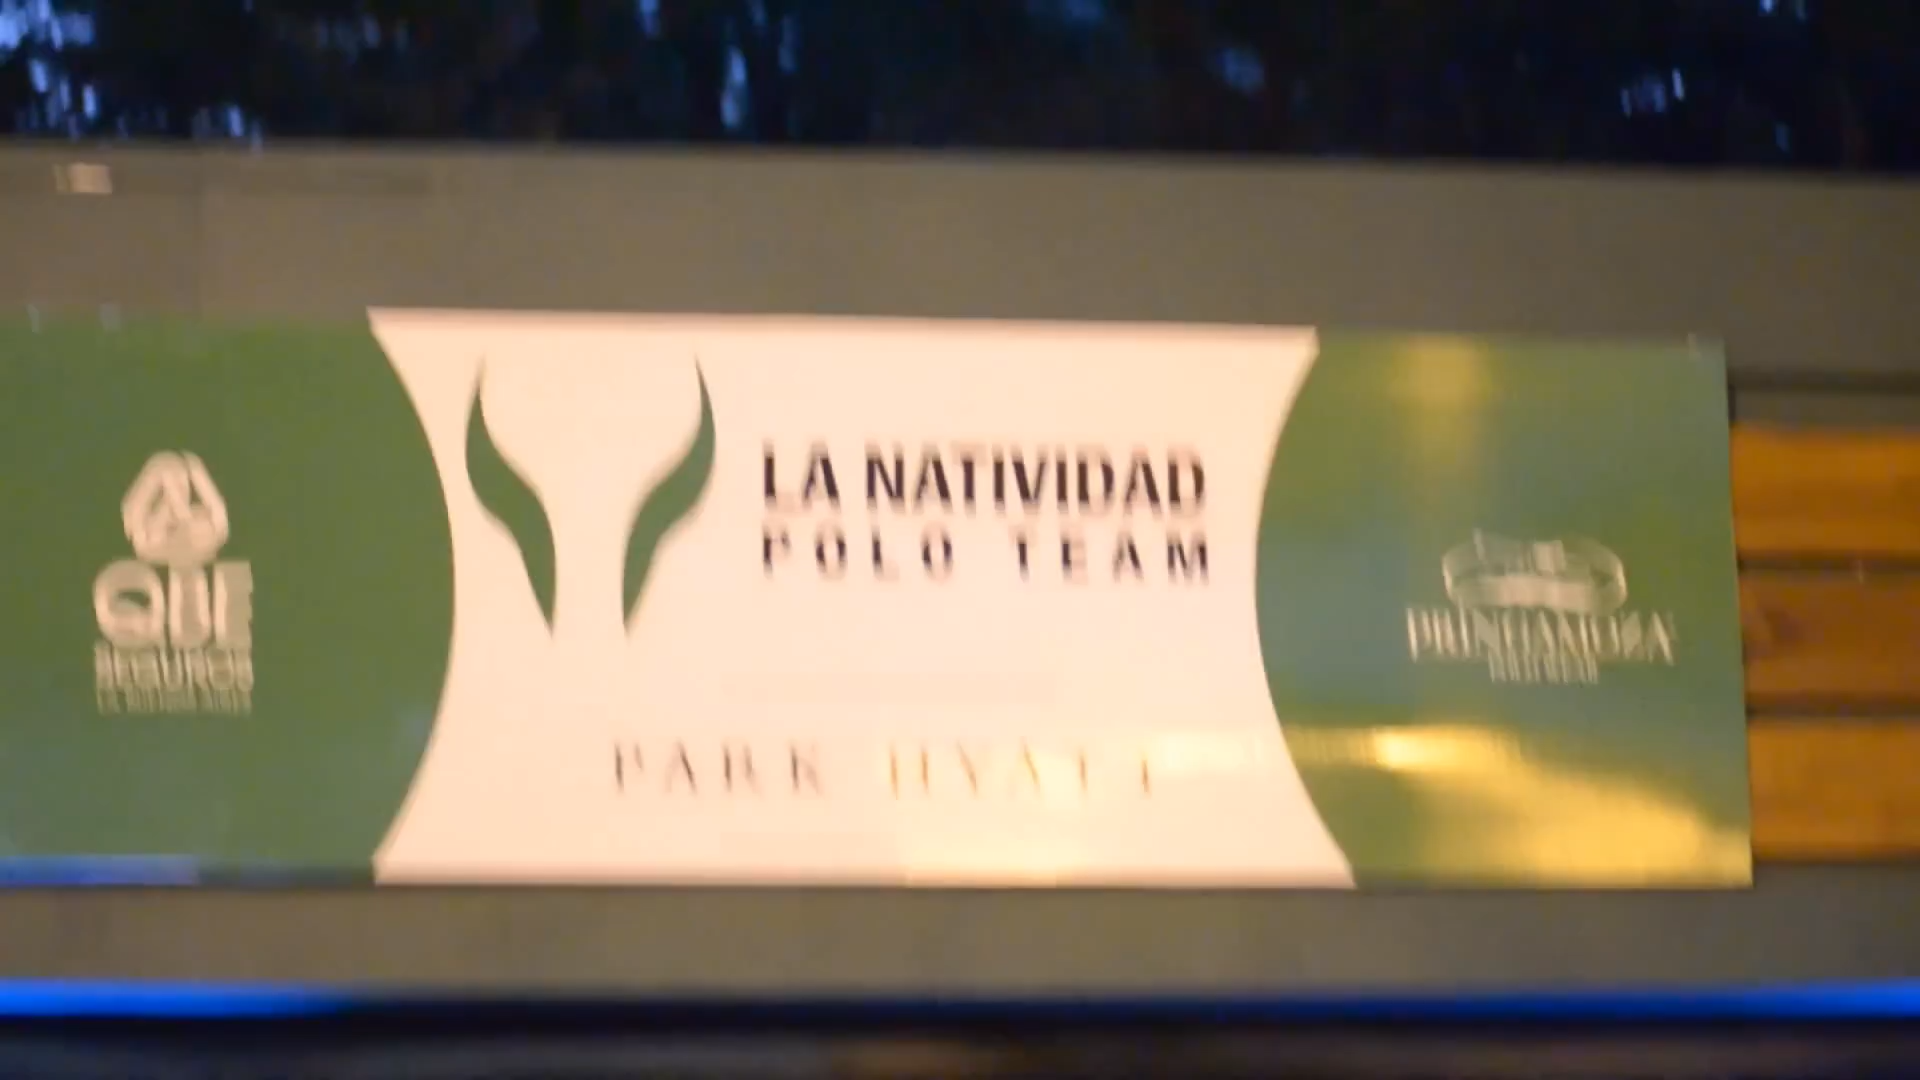 QUE
SEGUROS
LA NATIVIDAD
POLO TEAM
PARK HYATT